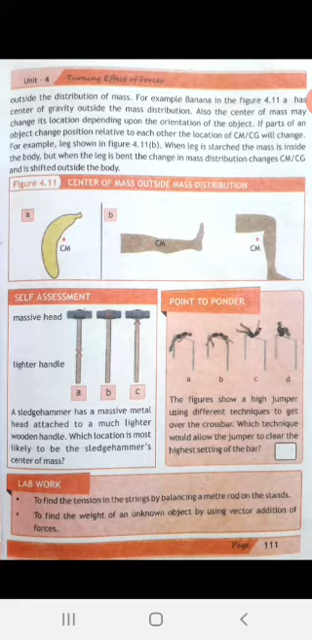 Unit - 4 Turning Effect of Forces
outside the distribution of mass. For example Banana in the figure 4.11 a has
center of gravity outside the mass distribution. Also the center of mass may
change its location depending upon the orientation of the object. If parts of an
object change position relative to each other the location of CM/CG will change.
For example, leg shown in figure 4.11(b). When leg is starched the mass is inside
the body, but when the leg is bent the change in mass distribution changes CM/CG
and is shifted outside the body.
Figure 4.11 CENTER OF MASS OUTSIDE MASS DISTRIBUTION
a
b
CM
CM
CM
SELF ASSESSMENT
massive head
lighter handle
a b c
A sledgehammer has a massive metal
head attached to a much lighter
wooden handle. Which location is most
likely to be the sledgehammer's
center of mass?
POINT TO PONDER
a b c d
The figures show a high jumper
using different techniques to get
over the crossbar. Which technique
would allow the jumper to clear the
highest setting of the bar?
LAB WORK
• To find the tension in the strings by balancing a metre rod on the stands.
• To find the weight of an unknown object by using vector addition of
forces.
Page 111